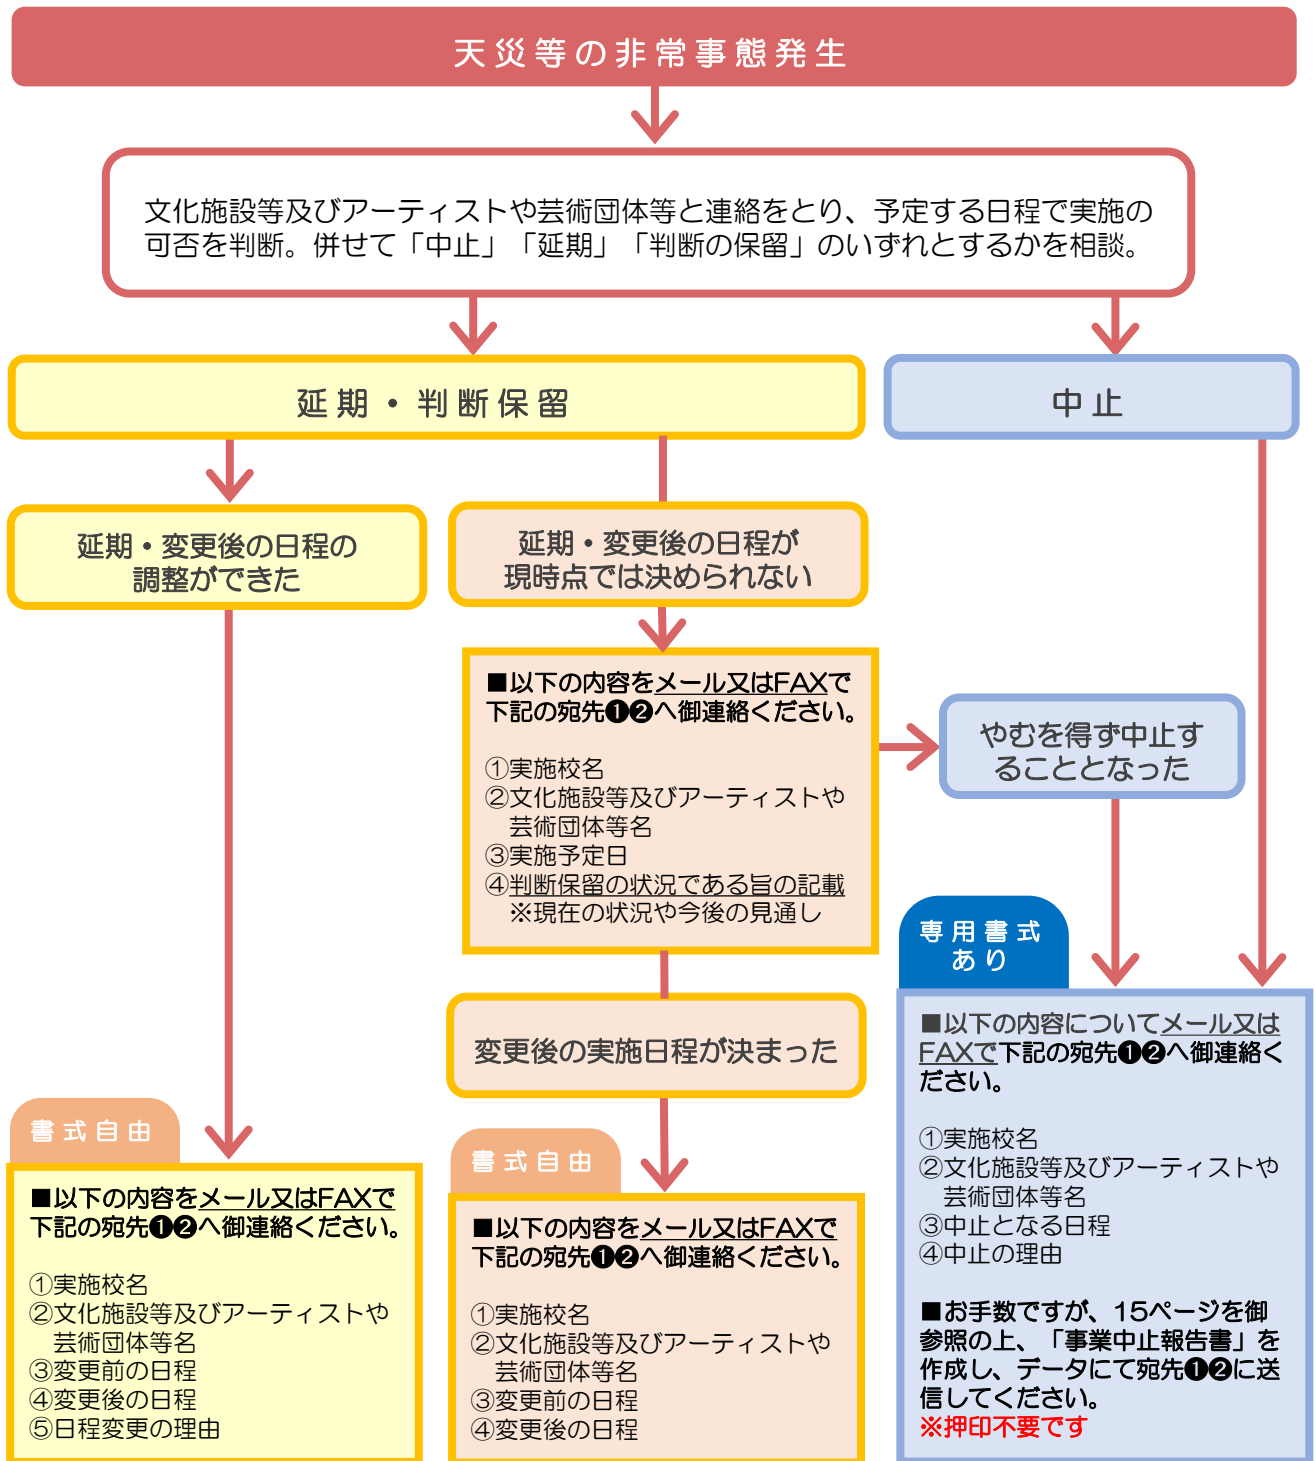 天災等の非常事態発生
文化施設等及びアーティストや芸術団体等と連絡をとり、予定する日程で実施の
可否を判断。併せて「中止」「延期」「判断の保留」のいずれとするかを相談。
延期・判断保留
中止
延期・変更後の日程の
調整ができた
延期・変更後の日程が
現時点では決められない
■以下の内容をメール又はFAXで
下記の宛先❶❷へ御連絡ください。
①実施校名
②文化施設等及びアーティストや
芸術団体等名
③実施予定日
④判断保留の状況である旨の記載
※現在の状況や今後の見通し
やむを得ず中止す
ることとなった
変更後の実施日程が決まった
書式自由
■以下の内容をメール又はFAXで
下記の宛先❶❷へ御連絡ください。
①実施校名
②文化施設等及びアーティストや
芸術団体等名
③変更前の日程
④変更後の日程
⑤日程変更の理由
書式自由
■以下の内容をメール又はFAXで
下記の宛先❶❷へ御連絡ください。
①実施校名
②文化施設等及びアーティストや
芸術団体等名
③変更前の日程
④変更後の日程
専用書式
あり
■以下の内容についてメール又は
FAXで下記の宛先❶❷へ御連絡く
ださい。
①実施校名
②文化施設等及びアーティストや
芸術団体等名
③中止となる日程
④中止の理由
■お手数ですが、15ページを御
参照の上、「事業中止報告書」を
作成し、データにて宛先❶❷に送
信してください。
※押印不要です